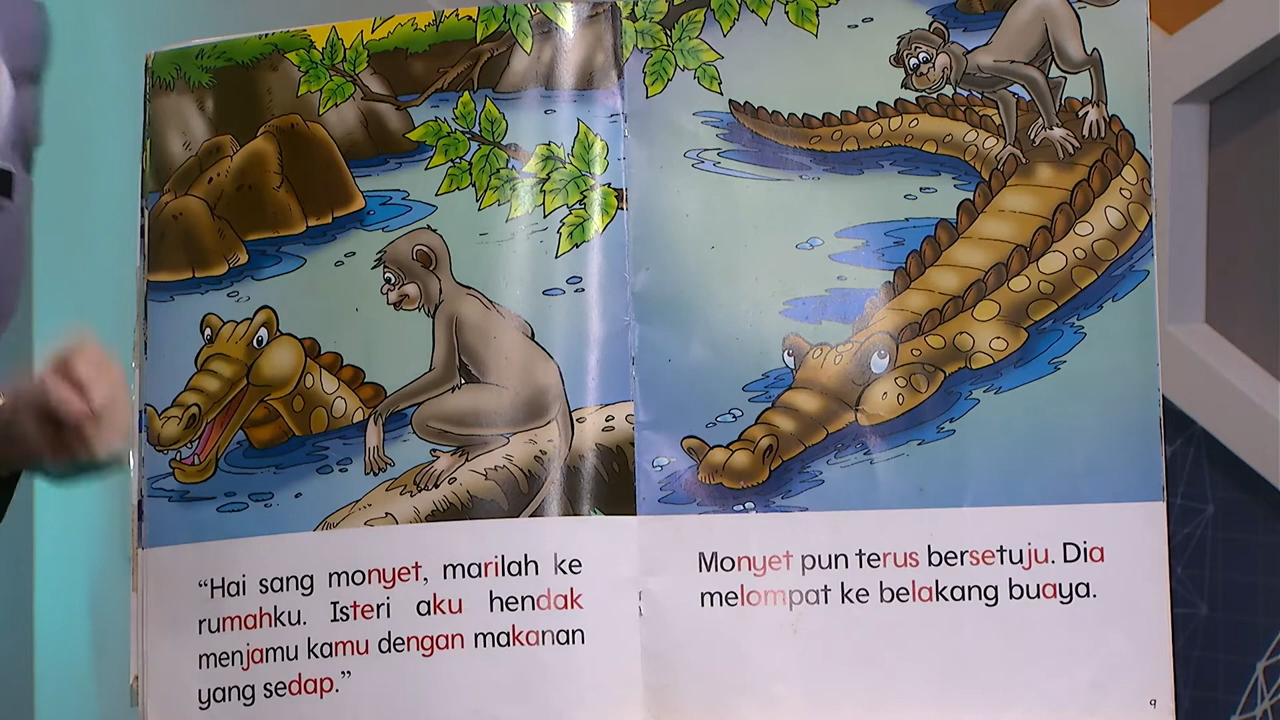 “Hai sang monyet, marilah ke
rumahku. Isteri aku hendak
menjamu kamu dengan makanan
yang sedap.”
Monyet pun terus bersetuju. Dia
melompat ke belakang buaya.
9